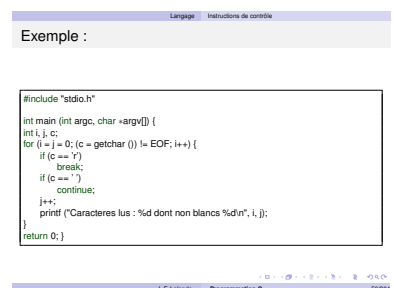 Langage Instructions de contrôle
Exemple :
#include "stdio.h"
int main (int argc, char *argv[]) {
int i, j, c;
for (i = j = 0; (c = getchar ()) != EOF; i++) {
if (c == 'r')
break;
if (c == ' ')
continue;
j++;
printf ("Caracteres lus : %d dont non blancs %d\n", i, j);
}
return 0; }